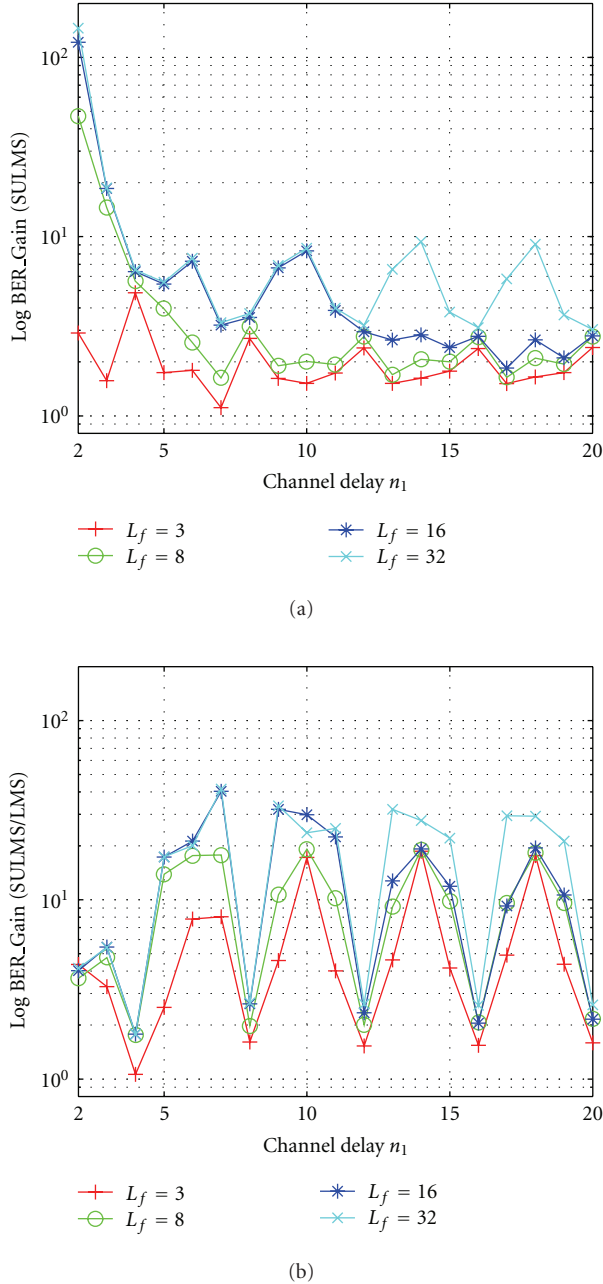 10²
10¹
10⁰
Log BER_Gain (SULMS)
2 5 10 15 20
Channel delay n₁
L_f = 3 L_f = 16
L_f = 8 L_f = 32
(a)
10²
10¹
10⁰
Log BER_Gain (SULMS/LMS)
2 5 10 15 20
Channel delay n₁
L_f = 3 L_f = 16
L_f = 8 L_f = 32
(b)